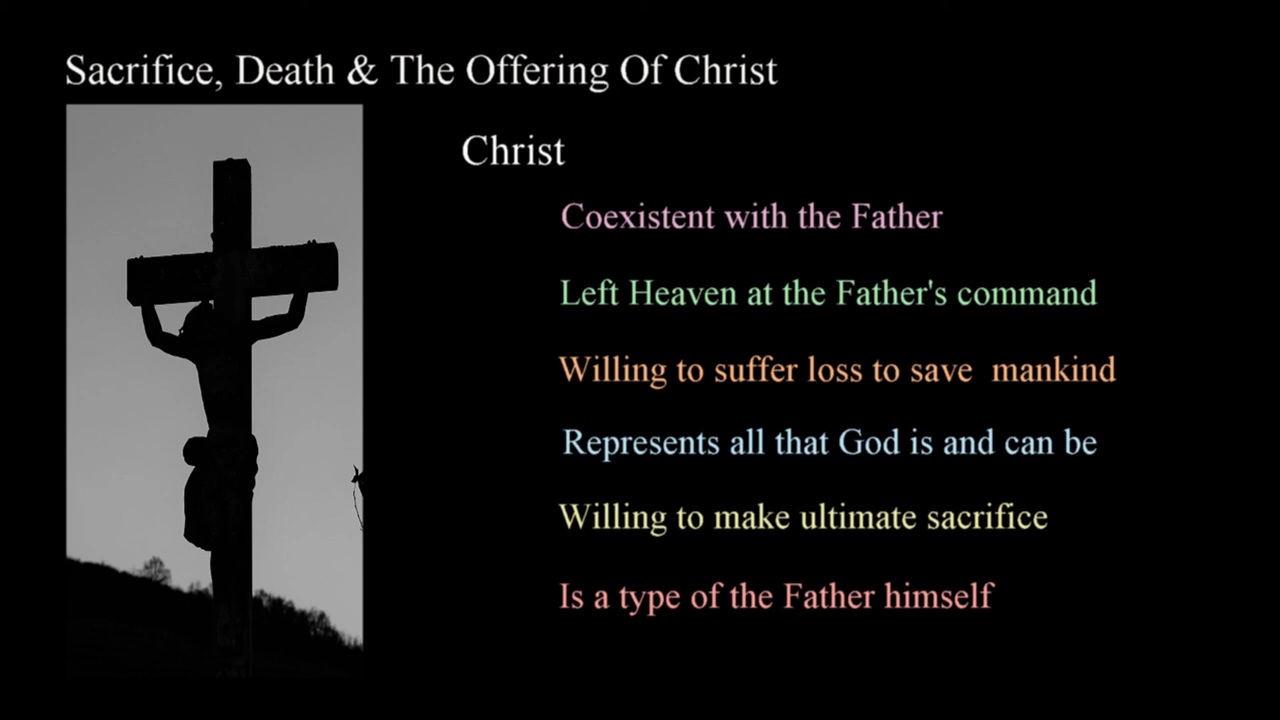 Sacrifice, Death & The Offering Of Christ
Christ
Coexistent with the Father
Left Heaven at the Father's command
Willing to suffer loss to save  mankind
Represents all that God is and can be
Willing to make ultimate sacrifice
Is a type of the Father himself